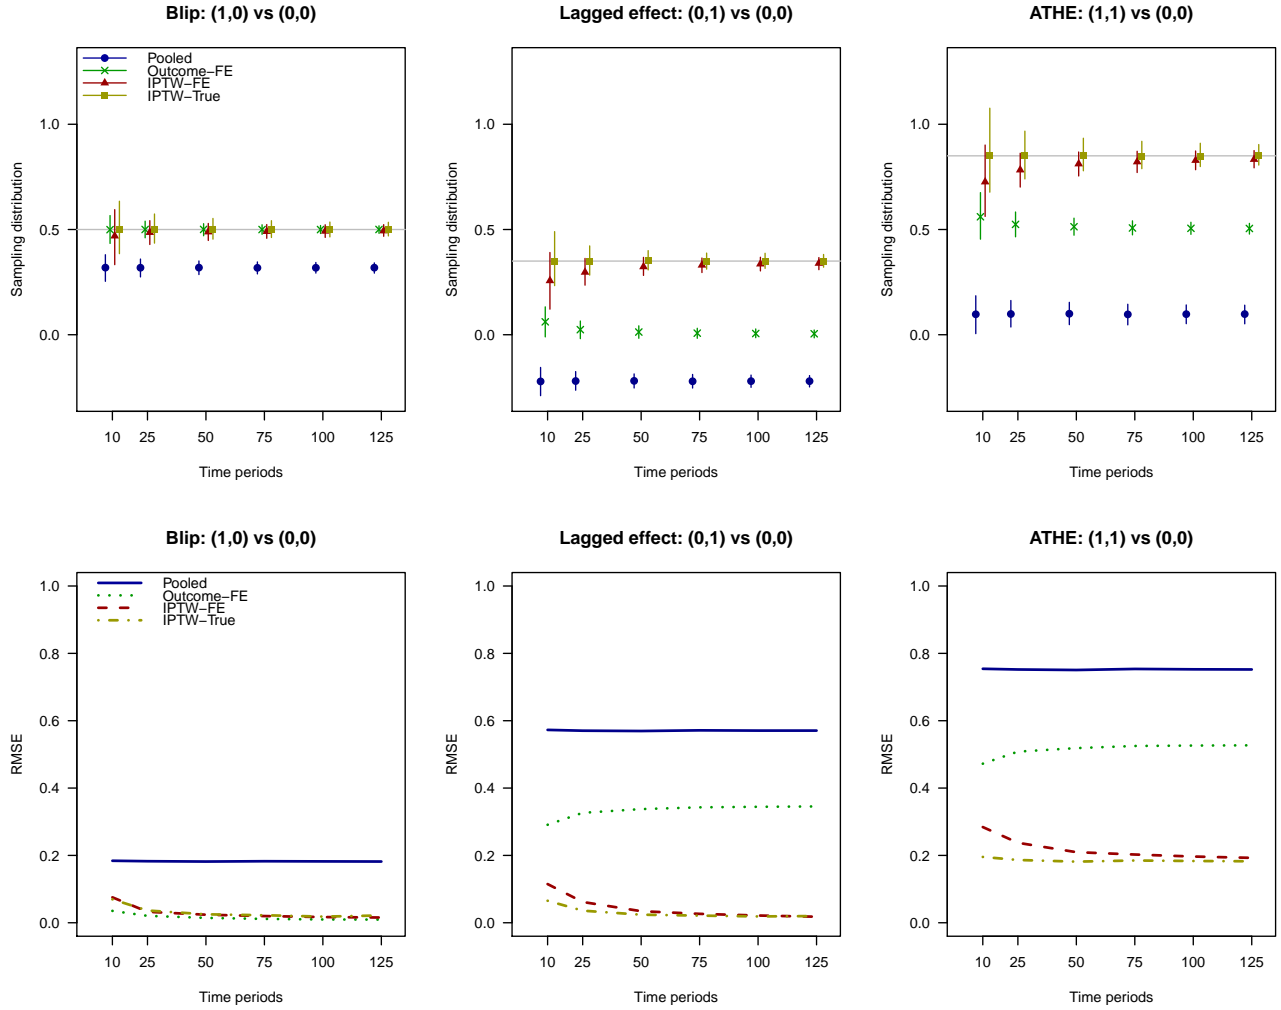 Blip: (1,0) vs (0,0)
Pooled
Outcome−FE
IPTW−FE
IPTW−True
Sampling distribution
1.0
0.5
0.0
10 25 50 75 100 125
Time periods
Lagged effect: (0,1) vs (0,0)
Sampling distribution
1.0
0.5
0.0
10 25 50 75 100 125
Time periods
ATHE: (1,1) vs (0,0)
Sampling distribution
1.0
0.5
0.0
10 25 50 75 100 125
Time periods
Blip: (1,0) vs (0,0)
Pooled
Outcome−FE
IPTW−FE
IPTW−True
RMSE
1.0
0.8
0.6
0.4
0.2
0.0
10 25 50 75 100 125
Time periods
Lagged effect: (0,1) vs (0,0)
RMSE
1.0
0.8
0.6
0.4
0.2
0.0
10 25 50 75 100 125
Time periods
ATHE: (1,1) vs (0,0)
RMSE
1.0
0.8
0.6
0.4
0.2
0.0
10 25 50 75 100 125
Time periods